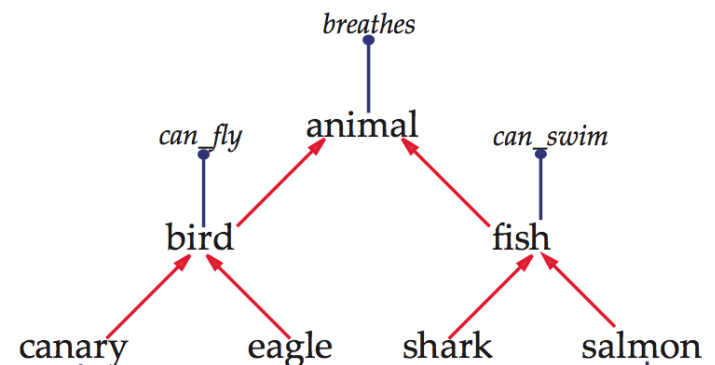 breathes
animal
can_fly
can_swim
bird
fish
canary
eagle
shark
salmon